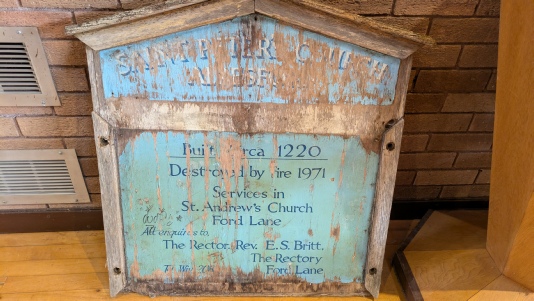 SAINT PETER CHURCH
Built Circa 1220
Destroyed by Fire 1971
Services in
St. Andrew's Church
Ford Lane
All enquiries to,
The Rector, Rev. E.S. Britt,
The Rectory
Ford Lane